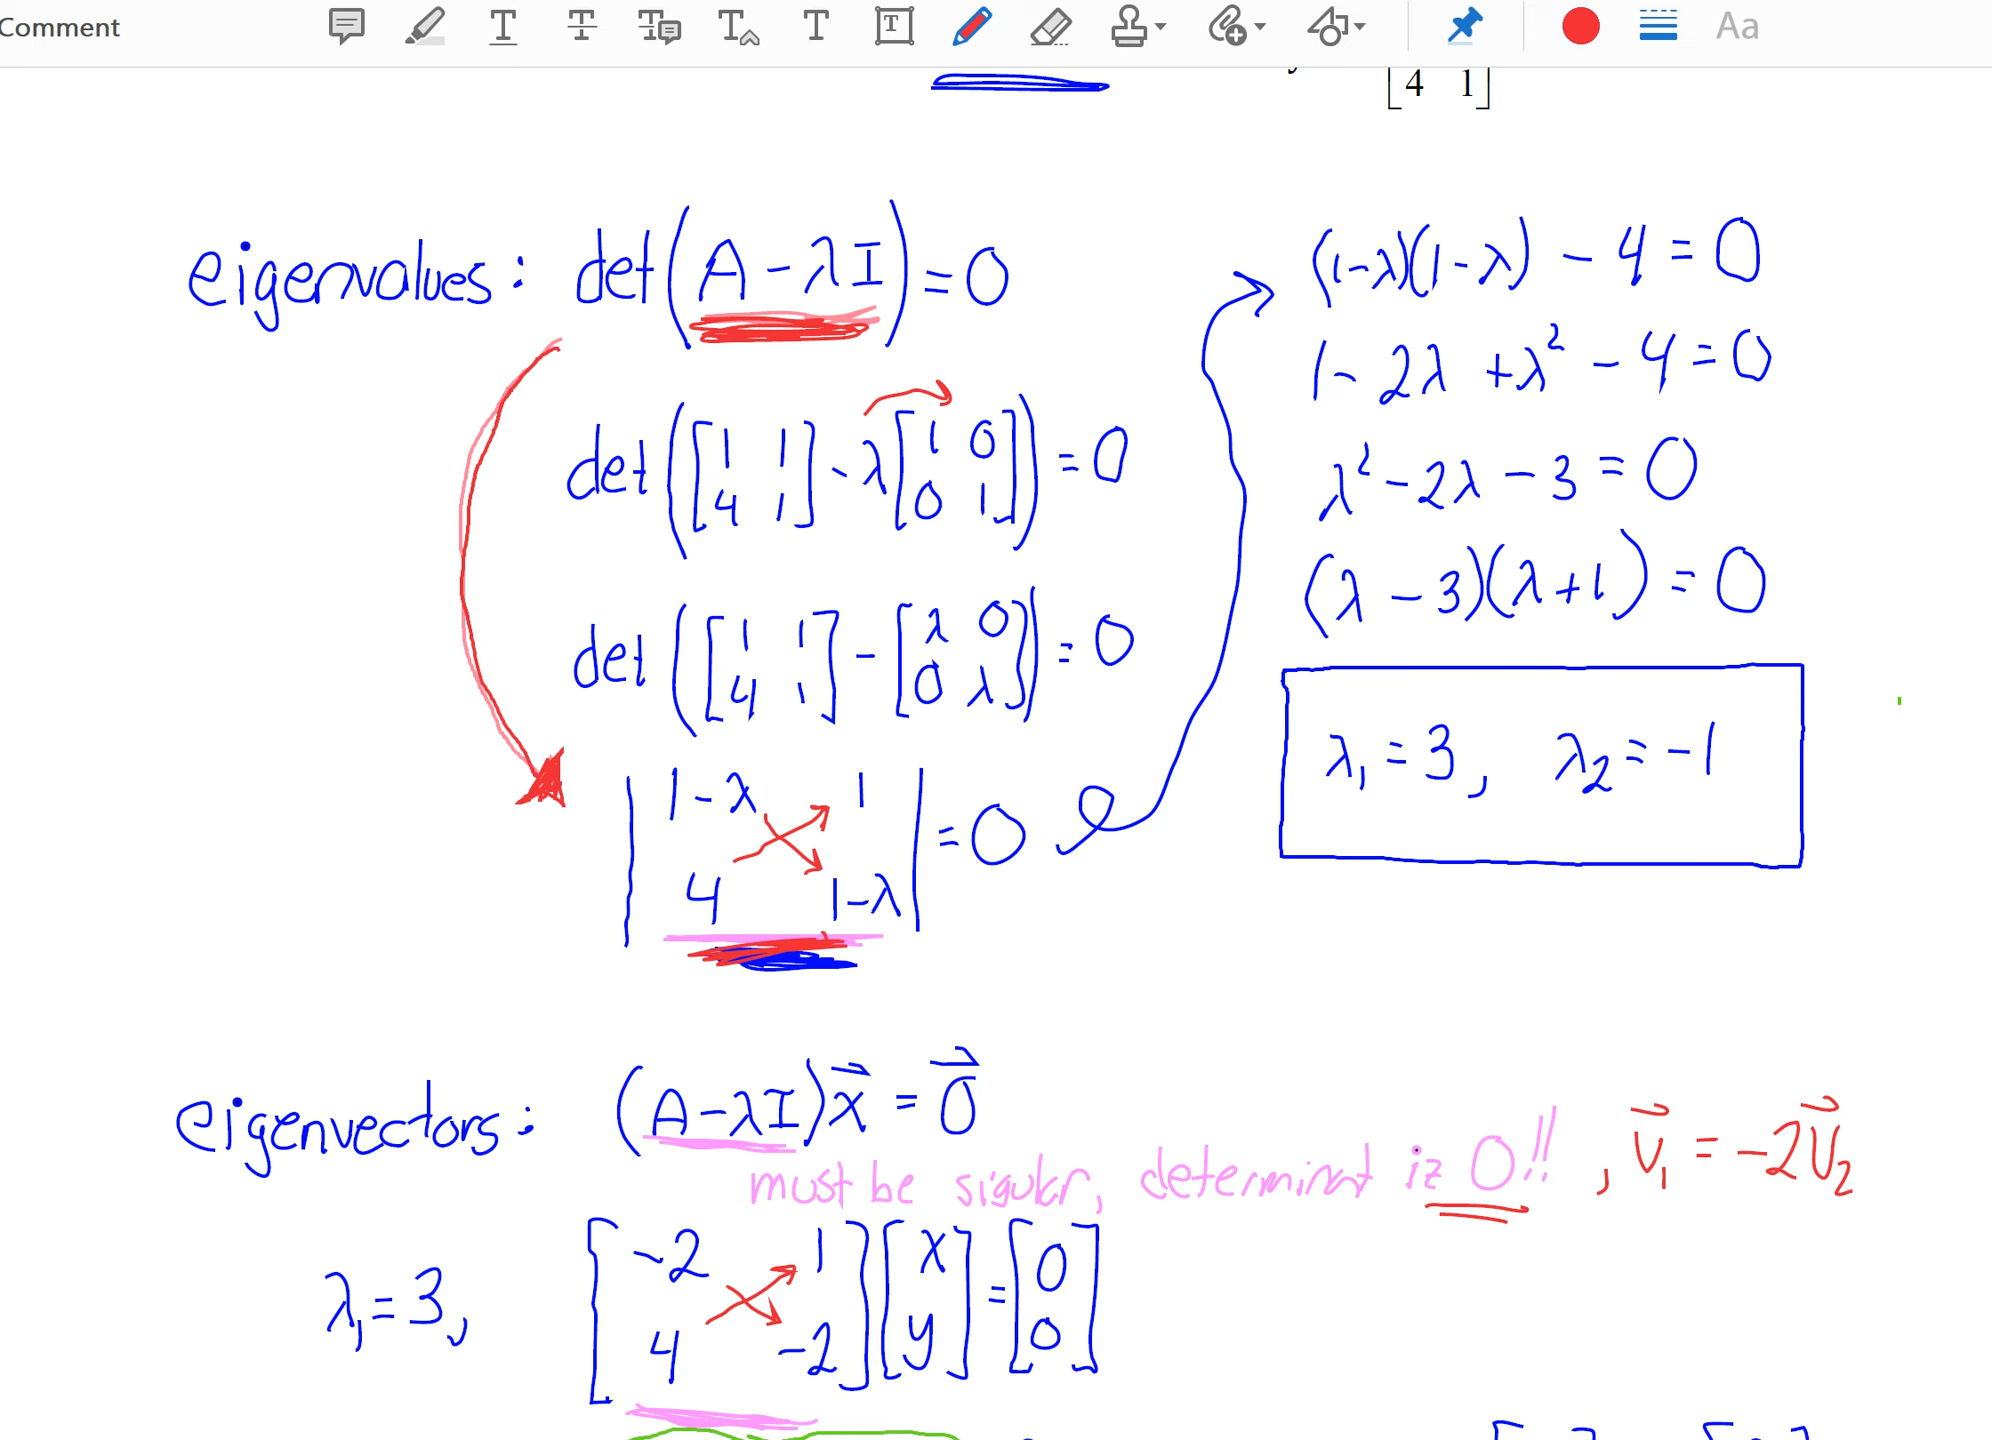 Comment
T T T T T T Aa
[4 1]
eigenvalues: det(A - λI) = 0
det([1 1; 4 1] - λ[1 0; 0 1]) = 0
det([1 1; 4 1] - [λ 0; 0 λ]) = 0
|1-λ 1; 4 1-λ| = 0
(1-λ)(1-λ) - 4 = 0
1 - 2λ + λ² - 4 = 0
λ² - 2λ - 3 = 0
(λ - 3)(λ + 1) = 0
λ₁ = 3, λ₂ = -1
eigenvectors: (A - λI)x⃗ = 0⃗
must be sigular, determinant is 0!! , v⃗₁ = -2v⃗₂
λ₁ = 3, [-2 1; 4 -2][x; y] = [0; 0]